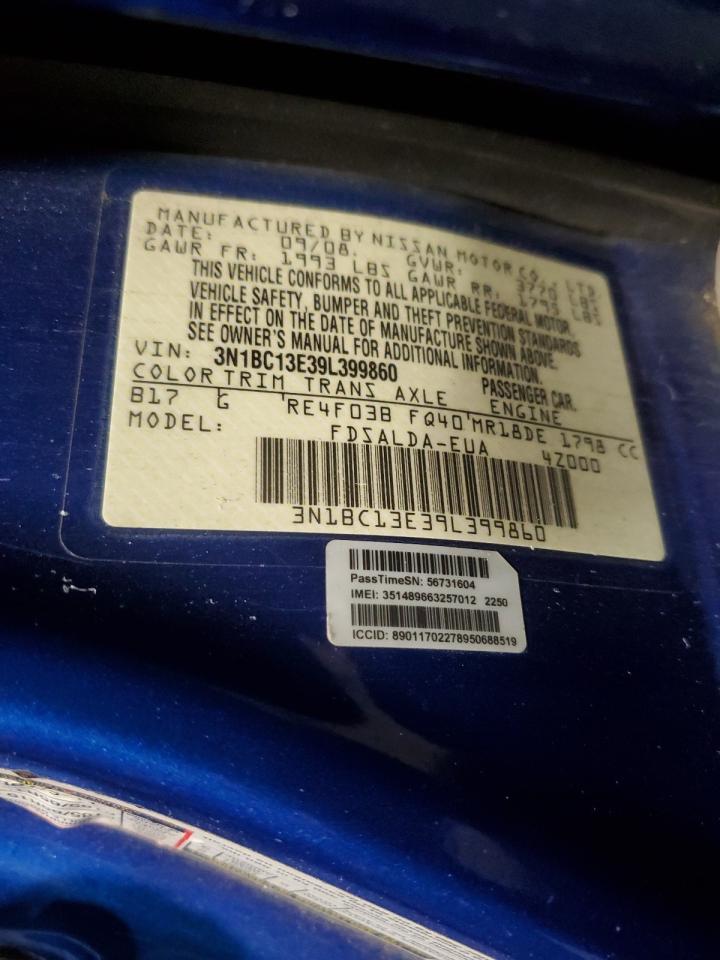 MANUFACTURED BY NISSAN MOTOR CO., LTD.
DATE: 09/08. GVWR: 3770 LBS
GAWR FR: 1993 LBS GAWR RR: 1795 LBS
THIS VEHICLE CONFORMS TO ALL APPLICABLE FEDERAL MOTOR
VEHICLE SAFETY, BUMPER AND THEFT PREVENTION STANDARDS
IN EFFECT ON THE DATE OF MANUFACTURE SHOWN ABOVE.
SEE OWNER'S MANUAL FOR ADDITIONAL INFORMATION.
VIN: 3N1BC13E39L399860 PASSENGER CAR.
COLOR TRIM TRANS AXLE ENGINE
B17 G RE4F03B FQ40 MR18DE 1798 CC
MODEL: FDSALDA-EUA 4Z000
3N1BC13E39L399860
PassTimeSN: 56731604
IMEI: 351489663257012 2250
ICCID: 89011702278950688519